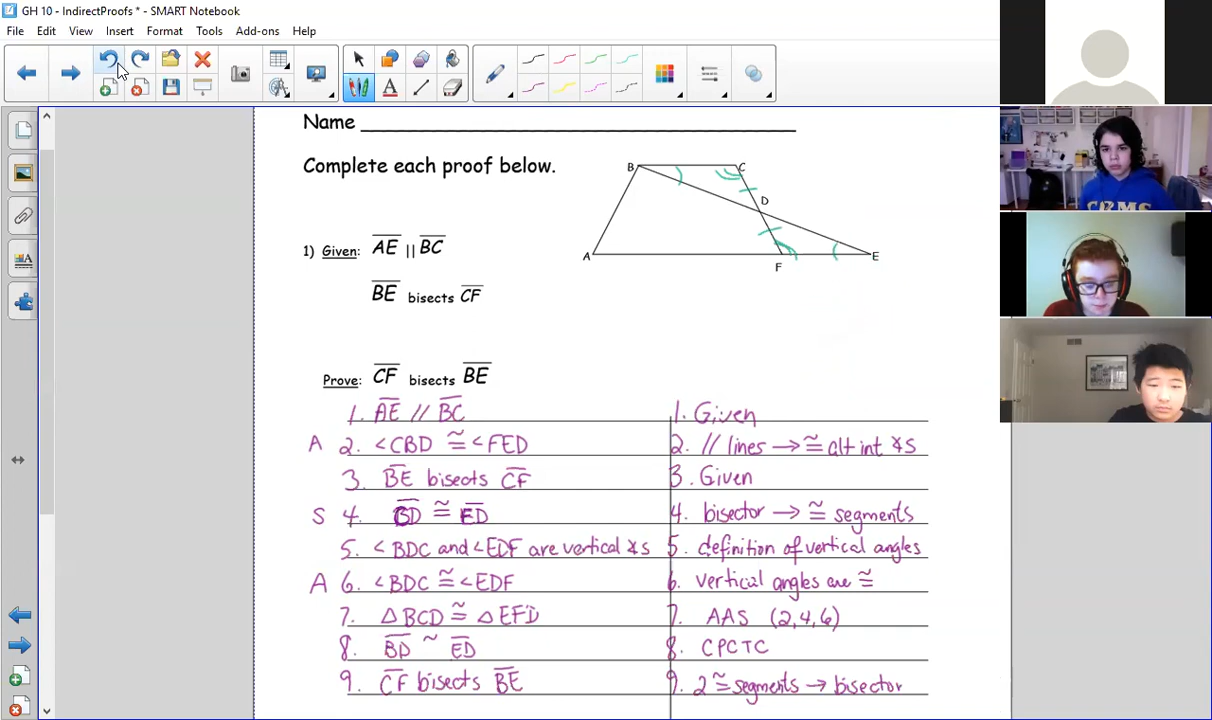 GH 10 - IndirectProofs * - SMART Notebook
File Edit View Insert Format Tools Add-ons Help
Name
Complete each proof below.
B C
D
A F E
1) Given: AE || BC
BE bisects CF
Prove: CF bisects BE
1. AE // BC 1. Given
A 2. ∠CBD ≅ ∠FED 2. // lines → ≅ alt int ∡s
3. BE bisects CF 3. Given
S 4. ≅ 4. bisector → ≅ segments
5. ∠BDC and ∠EDF are vertical ∡s 5. definition of vertical angles
A 6. ∠BDC ≅ ∠EDF 6. vertical angles are ≅
7. △BCD ≅ △EFD 7. AAS (2,4,6)
8. BD ~ ED 8. CPCTC
9. CF bisects BE 9. 2 ≅ segments → bisector
CRMS